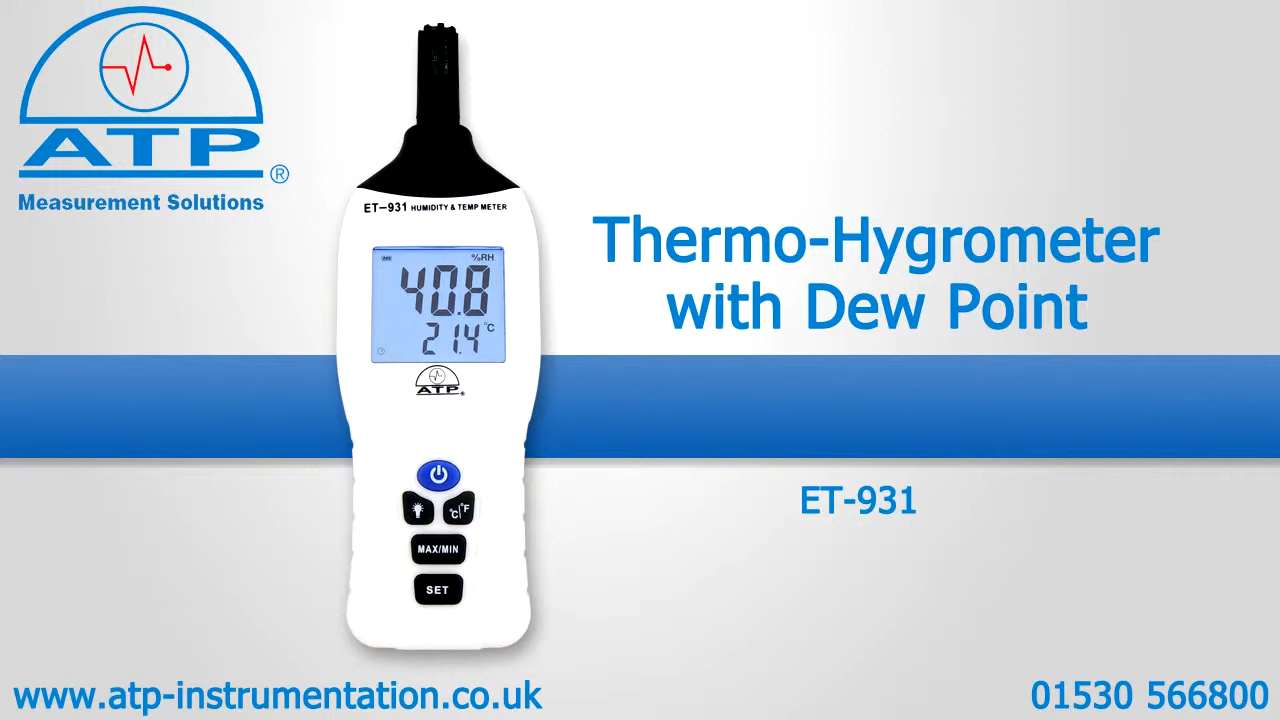 ATP®
Measurement Solutions
ET-931 HUMIDITY & TEMP METER
%RH
40.8
21.4 °C
ATP®
°C/°F
MAX/MIN
SET
Thermo-Hygrometer
with Dew Point
ET-931
www.atp-instrumentation.co.uk
01530 566800